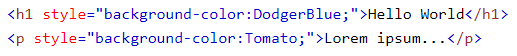 <h1 style="background-color:DodgerBlue;">Hello World</h1>
<p style="background-color:Tomato;">Lorem ipsum...</p>